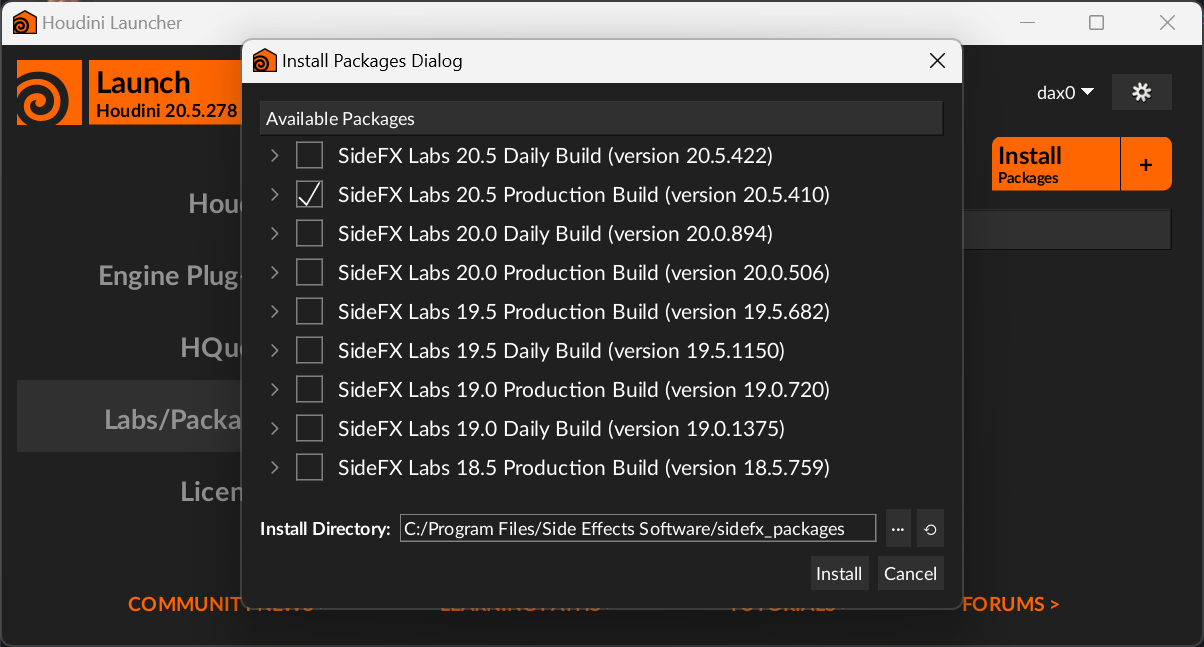 Houdini Launcher
Install Packages Dialog
Launch
Houdini 20.5.278
dax0
Available Packages
Install
Packages
+
SideFX Labs 20.5 Daily Build (version 20.5.422)
SideFX Labs 20.5 Production Build (version 20.5.410)
SideFX Labs 20.0 Daily Build (version 20.0.894)
SideFX Labs 20.0 Production Build (version 20.0.506)
SideFX Labs 19.5 Production Build (version 19.5.682)
SideFX Labs 19.5 Daily Build (version 19.5.1150)
SideFX Labs 19.0 Production Build (version 19.0.720)
SideFX Labs 19.0 Daily Build (version 19.0.1375)
SideFX Labs 18.5 Production Build (version 18.5.759)
Hou
Engine Plug-
HQu
Labs/Packa
Licen
Install Directory: C:/Program Files/Side Effects Software/sidefx_packages ...
Install Cancel
COMMUNITY NEWS LEARNING PATHS TUTORIALS FORUMS >